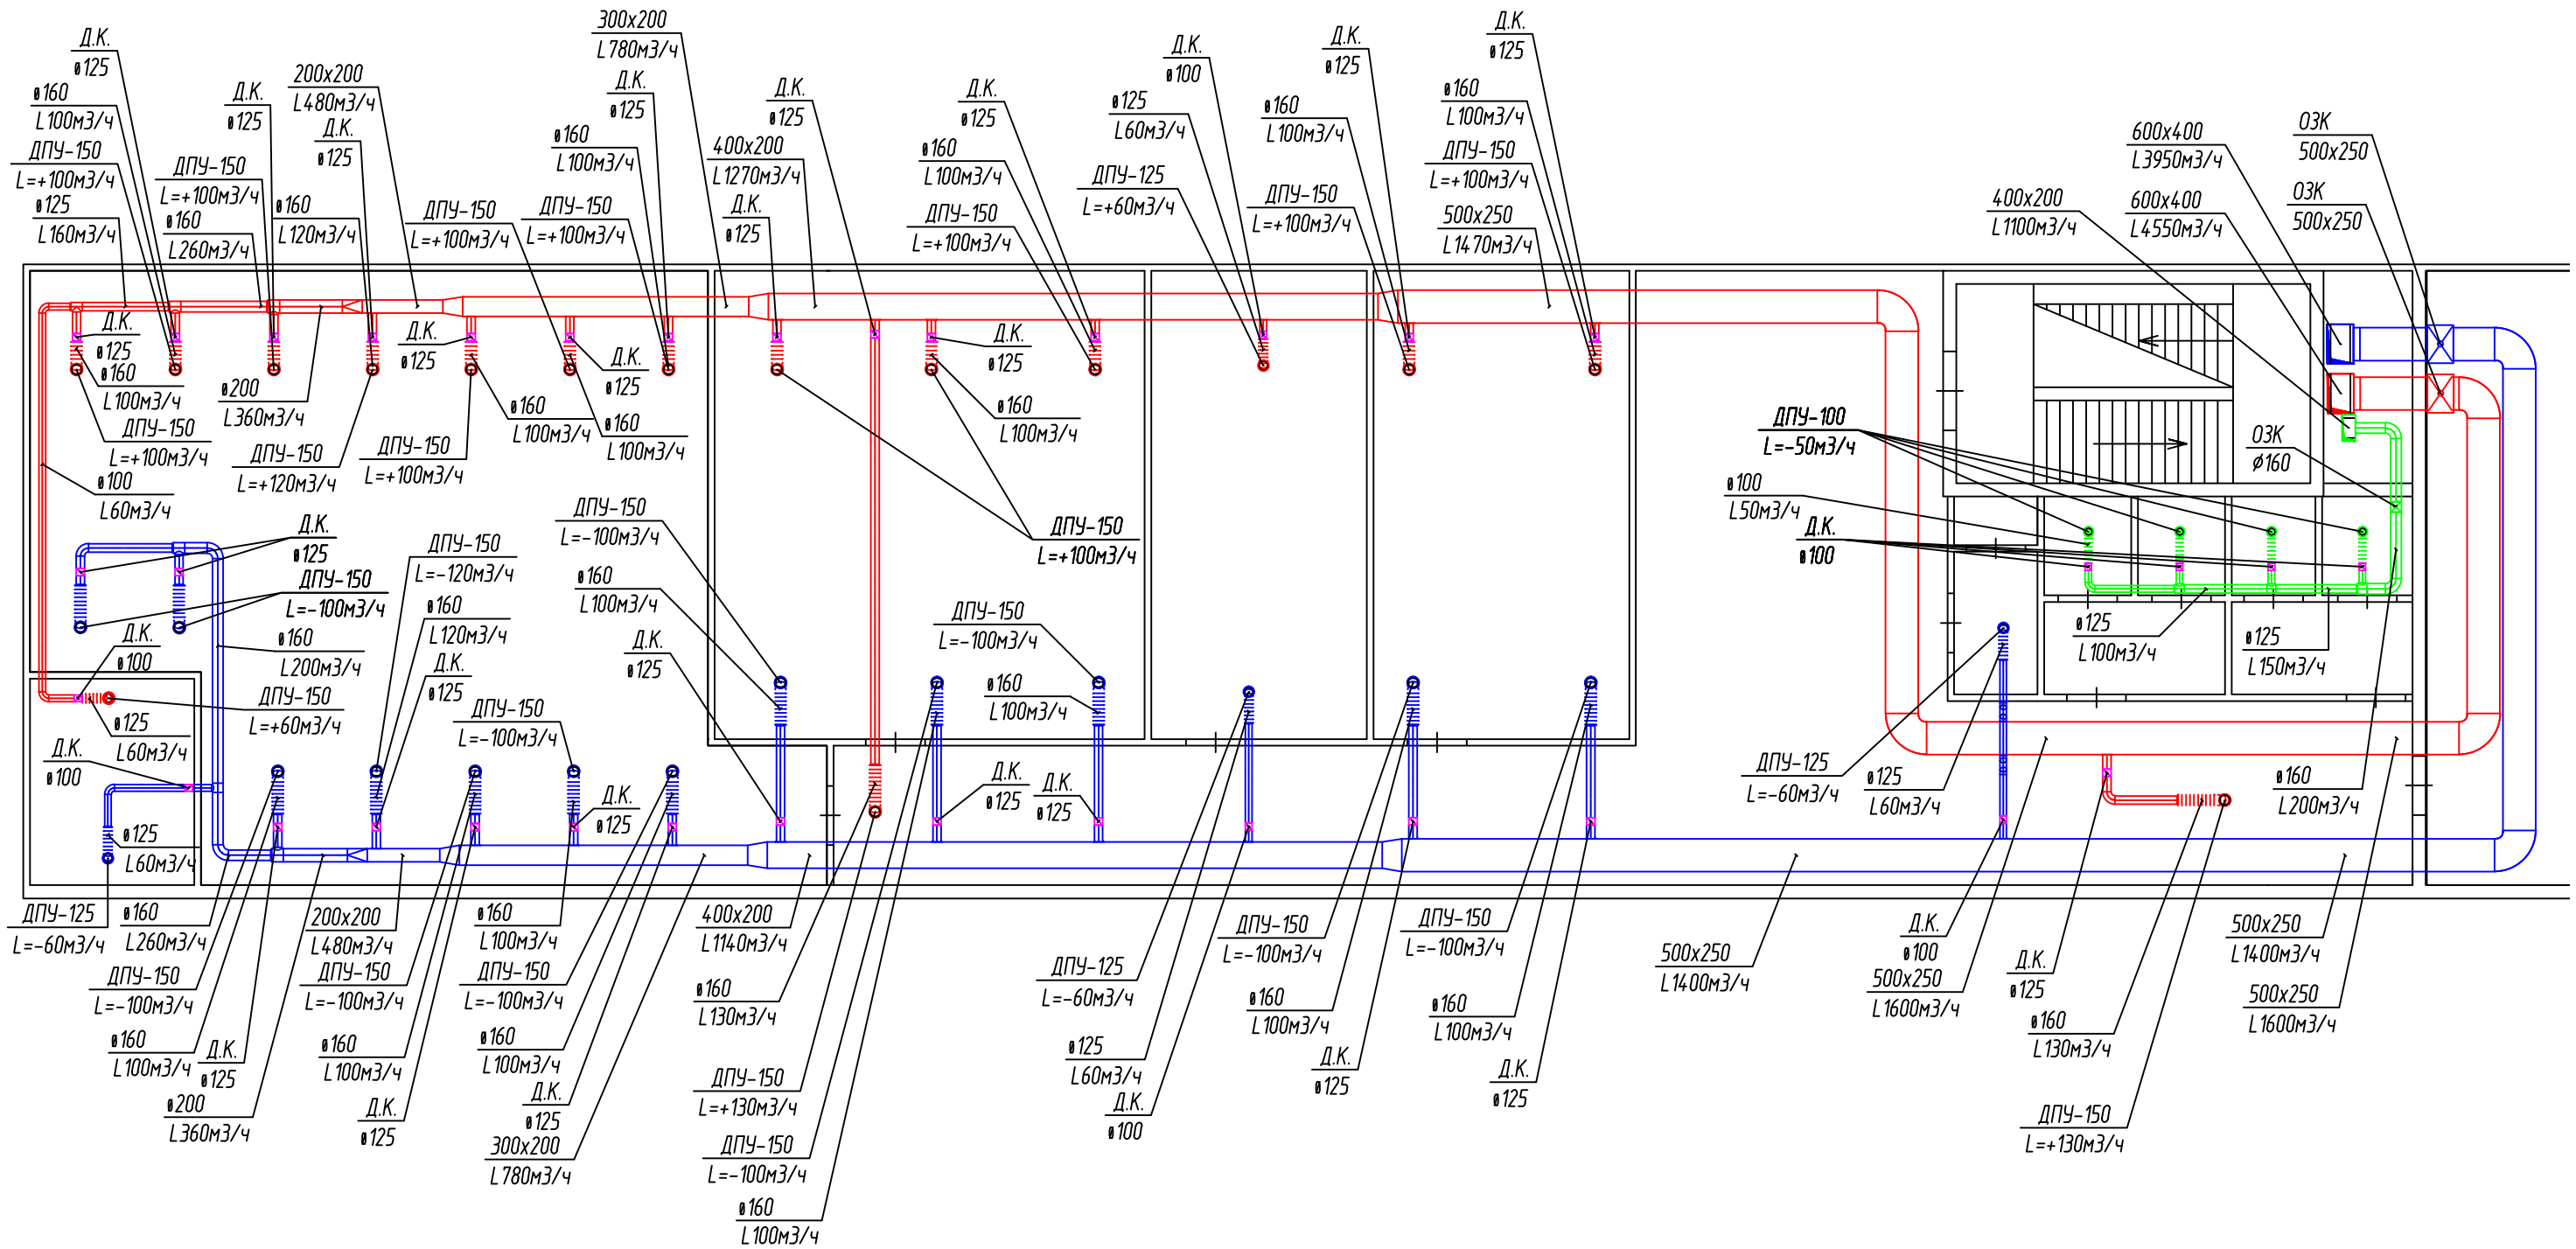 Д.К.
ø125
ø160
L100м3/ч
ДПУ-150
L=+100м3/ч
ø125
L160м3/ч
Д.К.
ø125
ДПУ-150
L=+100м3/ч
ø160
L260м3/ч
200х200
L480м3/ч
Д.К.
ø125
ø160
L120м3/ч
ДПУ-150
L=+100м3/ч
ø160
L100м3/ч
ДПУ-150
L=+100м3/ч
300х200
L780м3/ч
Д.К.
ø125
400х200
L1270м3/ч
Д.К.
ø125
Д.К.
ø125
Д.К.
ø125
ø160
L100м3/ч
ДПУ-150
L=+100м3/ч
Д.К.
ø100
ø125
L60м3/ч
ДПУ-125
L=+60м3/ч
Д.К.
ø125
ø160
L100м3/ч
ДПУ-150
L=+100м3/ч
Д.К.
ø125
ø160
L100м3/ч
ДПУ-150
L=+100м3/ч
500х250
L1470м3/ч
400х200
L1100м3/ч
600х400
L3950м3/ч
600х400
L4550м3/ч
ОЗК
500х250
ОЗК
500х250
Д.К.
ø125
ø160
L100м3/ч
ДПУ-150
L=+100м3/ч
ø200
L360м3/ч
ДПУ-150
L=+120м3/ч
Д.К.
ø125
ДПУ-150
L=+100м3/ч
ø160
L100м3/ч
Д.К.
ø125
ø160
L100м3/ч
Д.К.
ø125
ø160
L100м3/ч
ДПУ-150
L=+100м3/ч
ДПУ-100
L=-50м3/ч
ø100
L50м3/ч
Д.К.
ø100
ОЗК
Ø160
ø100
L60м3/ч
Д.К.
ø125
ДПУ-150
L=-100м3/ч
Д.К.
ø100
ø160
L200м3/ч
ДПУ-150
L=+60м3/ч
ø125
L60м3/ч
Д.К.
ø100
ø125
L60м3/ч
ДПУ-150
L=-120м3/ч
ø160
L120м3/ч
Д.К.
ø125
ДПУ-150
L=-100м3/ч
Д.К.
ø125
ДПУ-150
L=-100м3/ч
ø160
L100м3/ч
Д.К.
ø125
ДПУ-150
L=-100м3/ч
ø160
L100м3/ч
Д.К.
ø125
Д.К.
ø125
ø125
L100м3/ч
ø125
L150м3/ч
ДПУ-125
L=-60м3/ч
ø125
L60м3/ч
ø160
L200м3/ч
ДПУ-125
L=-60м3/ч
ø160
L260м3/ч
ДПУ-150
L=-100м3/ч
ø160
L100м3/ч
Д.К.
ø125
ø200
L360м3/ч
200х200
L480м3/ч
ДПУ-150
L=-100м3/ч
ø160
L100м3/ч
Д.К.
ø125
ø160
L100м3/ч
ДПУ-150
L=-100м3/ч
ø160
L100м3/ч
Д.К.
ø125
300х200
L780м3/ч
400х200
L1140м3/ч
ø160
L130м3/ч
ДПУ-150
L=+130м3/ч
ДПУ-150
L=-100м3/ч
ø160
L100м3/ч
ДПУ-125
L=-60м3/ч
ø125
L60м3/ч
Д.К.
ø100
ДПУ-150
L=-100м3/ч
ø160
L100м3/ч
Д.К.
ø125
ДПУ-150
L=-100м3/ч
ø160
L100м3/ч
Д.К.
ø125
500х250
L1400м3/ч
Д.К.
ø100
500х250
L1600м3/ч
Д.К.
ø125
ø160
L130м3/ч
ДПУ-150
L=+130м3/ч
500х250
L1400м3/ч
500х250
L1600м3/ч